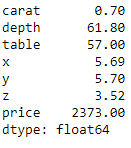 carat 0.70
depth 61.80
table 57.00
x 5.69
y 5.70
z 3.52
price 2373.00
dtype: float64